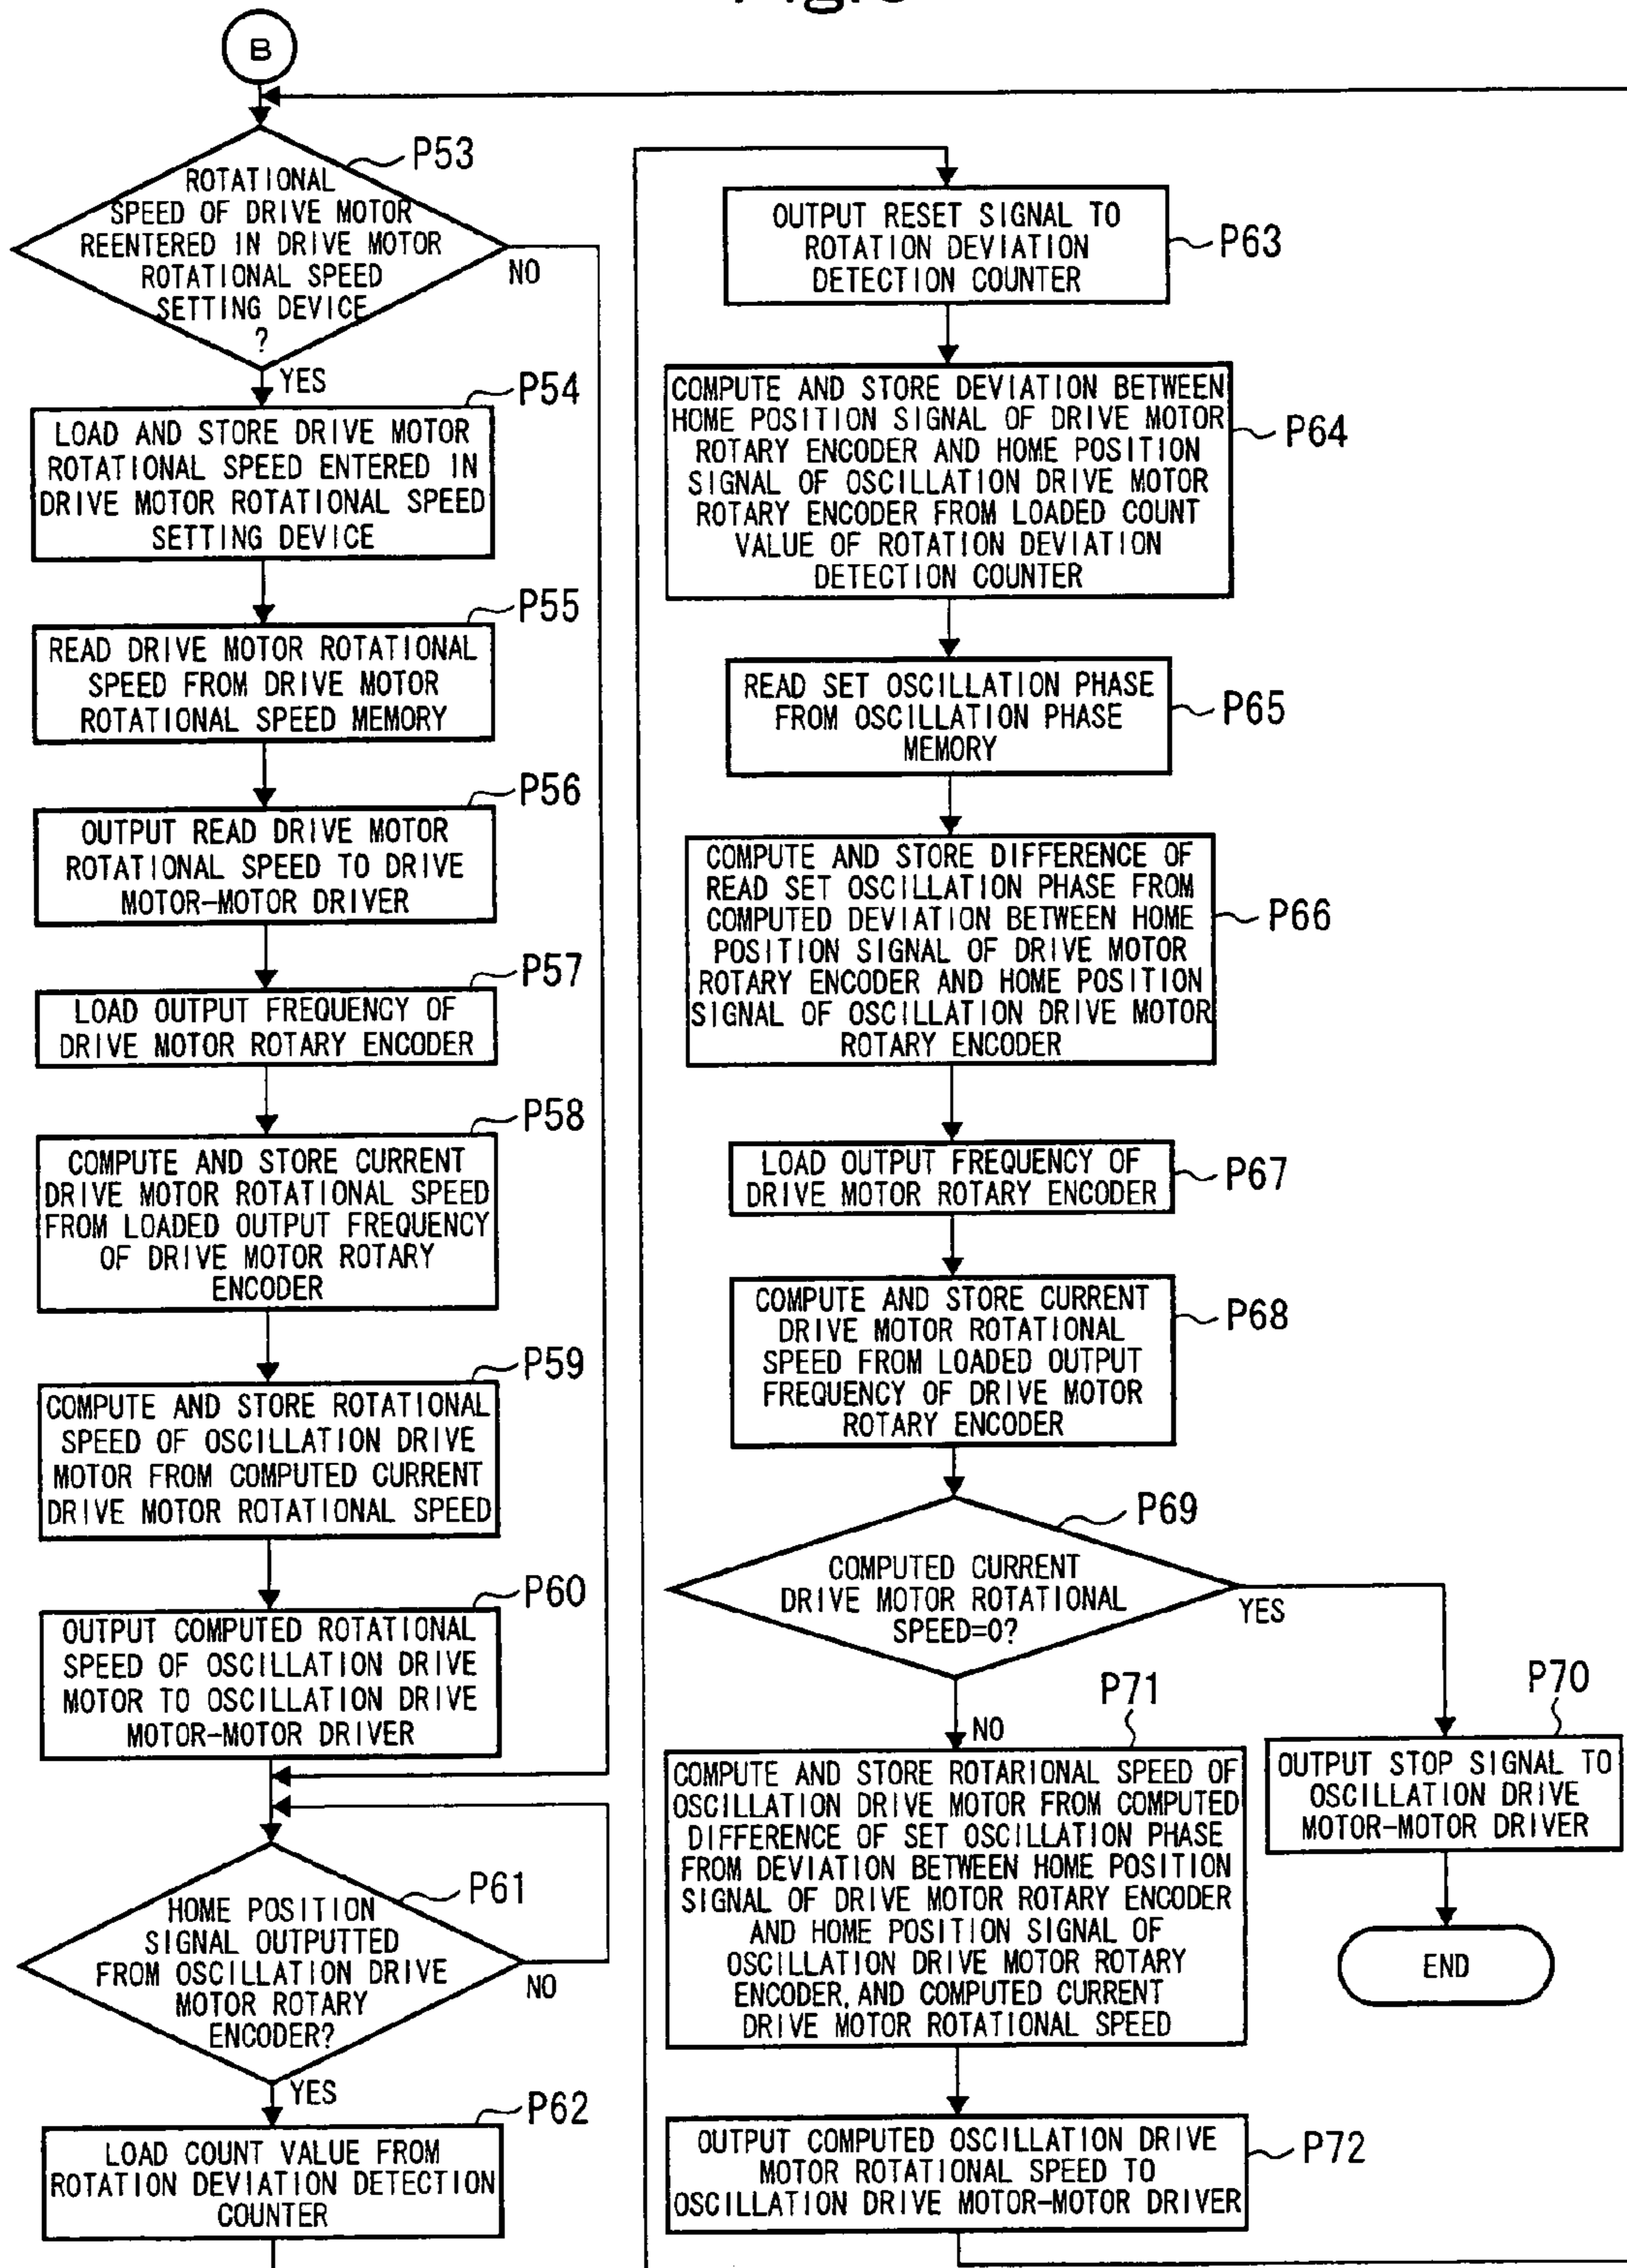 B
P53
ROTATIONAL
SPEED OF DRIVE MOTOR
REENTERED IN DRIVE MOTOR
ROTATIONAL SPEED
SETTING DEVICE
?
NO
YES
P54
LOAD AND STORE DRIVE MOTOR
ROTATIONAL SPEED ENTERED IN
DRIVE MOTOR ROTATIONAL SPEED
SETTING DEVICE
P55
READ DRIVE MOTOR ROTATIONAL
SPEED FROM DRIVE MOTOR
ROTATIONAL SPEED MEMORY
P56
OUTPUT READ DRIVE MOTOR
ROTATIONAL SPEED TO DRIVE
MOTOR-MOTOR DRIVER
P57
LOAD OUTPUT FREQUENCY OF
DRIVE MOTOR ROTARY ENCODER
P58
COMPUTE AND STORE CURRENT
DRIVE MOTOR ROTATIONAL SPEED
FROM LOADED OUTPUT FREQUENCY
OF DRIVE MOTOR ROTARY
ENCODER
P59
COMPUTE AND STORE ROTATIONAL
SPEED OF OSCILLATION DRIVE
MOTOR FROM COMPUTED CURRENT
DRIVE MOTOR ROTATIONAL SPEED
P60
OUTPUT COMPUTED ROTATIONAL
SPEED OF OSCILLATION DRIVE
MOTOR TO OSCILLATION DRIVE
MOTOR-MOTOR DRIVER
P61
HOME POSITION
SIGNAL OUTPUTTED
FROM OSCILLATION DRIVE
MOTOR ROTARY
ENCODER?
NO
YES
P62
LOAD COUNT VALUE FROM
ROTATION DEVIATION DETECTION
COUNTER
OUTPUT RESET SIGNAL TO
ROTATION DEVIATION
DETECTION COUNTER
P63
COMPUTE AND STORE DEVIATION BETWEEN
HOME POSITION SIGNAL OF DRIVE MOTOR
ROTARY ENCODER AND HOME POSITION
SIGNAL OF OSCILLATION DRIVE MOTOR
ROTARY ENCODER FROM LOADED COUNT
VALUE OF ROTATION DEVIATION
DETECTION COUNTER
P64
READ SET OSCILLATION PHASE
FROM OSCILLATION PHASE
MEMORY
P65
COMPUTE AND STORE DIFFERENCE OF
READ SET OSCILLATION PHASE FROM
COMPUTED DEVIATION BETWEEN HOME
POSITION SIGNAL OF DRIVE MOTOR
ROTARY ENCODER AND HOME POSITION
SIGNAL OF OSCILLATION DRIVE MOTOR
ROTARY ENCODER
P66
LOAD OUTPUT FREQUENCY OF
DRIVE MOTOR ROTARY ENCODER
P67
COMPUTE AND STORE CURRENT
DRIVE MOTOR ROTATIONAL
SPEED FROM LOADED OUTPUT
FREQUENCY OF DRIVE MOTOR
ROTARY ENCODER
P68
P69
COMPUTED CURRENT
DRIVE MOTOR ROTATIONAL
SPEED=0?
YES
NO
P70
OUTPUT STOP SIGNAL TO
OSCILLATION DRIVE
MOTOR-MOTOR DRIVER
END
P71
COMPUTE AND STORE ROTARIONAL SPEED OF
OSCILLATION DRIVE MOTOR FROM COMPUTED
DIFFERENCE OF SET OSCILLATION PHASE
FROM DEVIATION BETWEEN HOME POSITION
SIGNAL OF DRIVE MOTOR ROTARY ENCODER
AND HOME POSITION SIGNAL OF
OSCILLATION DRIVE MOTOR ROTARY
ENCODER, AND COMPUTED CURRENT
DRIVE MOTOR ROTATIONAL SPEED
OUTPUT COMPUTED OSCILLATION DRIVE
MOTOR ROTATIONAL SPEED TO
OSCILLATION DRIVE MOTOR-MOTOR DRIVER
P72